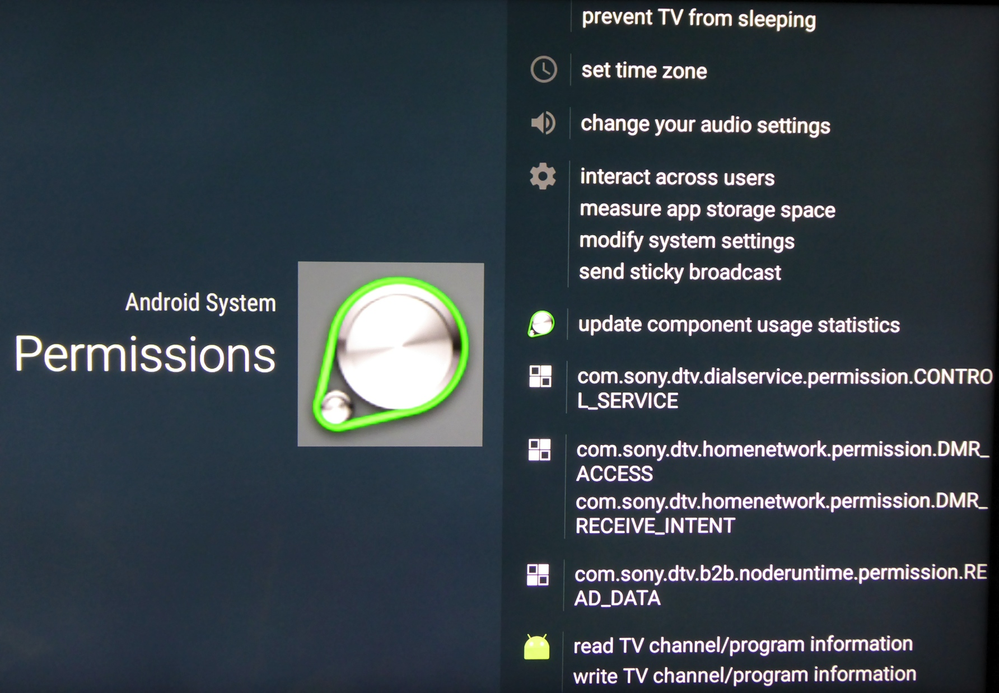 Android System
Permissions
prevent TV from sleeping
set time zone
change your audio settings
interact across users
measure app storage space
modify system settings
send sticky broadcast
update component usage statistics
com.sony.dtv.dialservice.permission.CONTRO
L_SERVICE
com.sony.dtv.homenetwork.permission.DMR_
ACCESS
com.sony.dtv.homenetwork.permission.DMR_
RECEIVE_INTENT
com.sony.dtv.b2b.noderuntime.permission.RE
AD_DATA
read TV channel/program information
write TV channel/program information